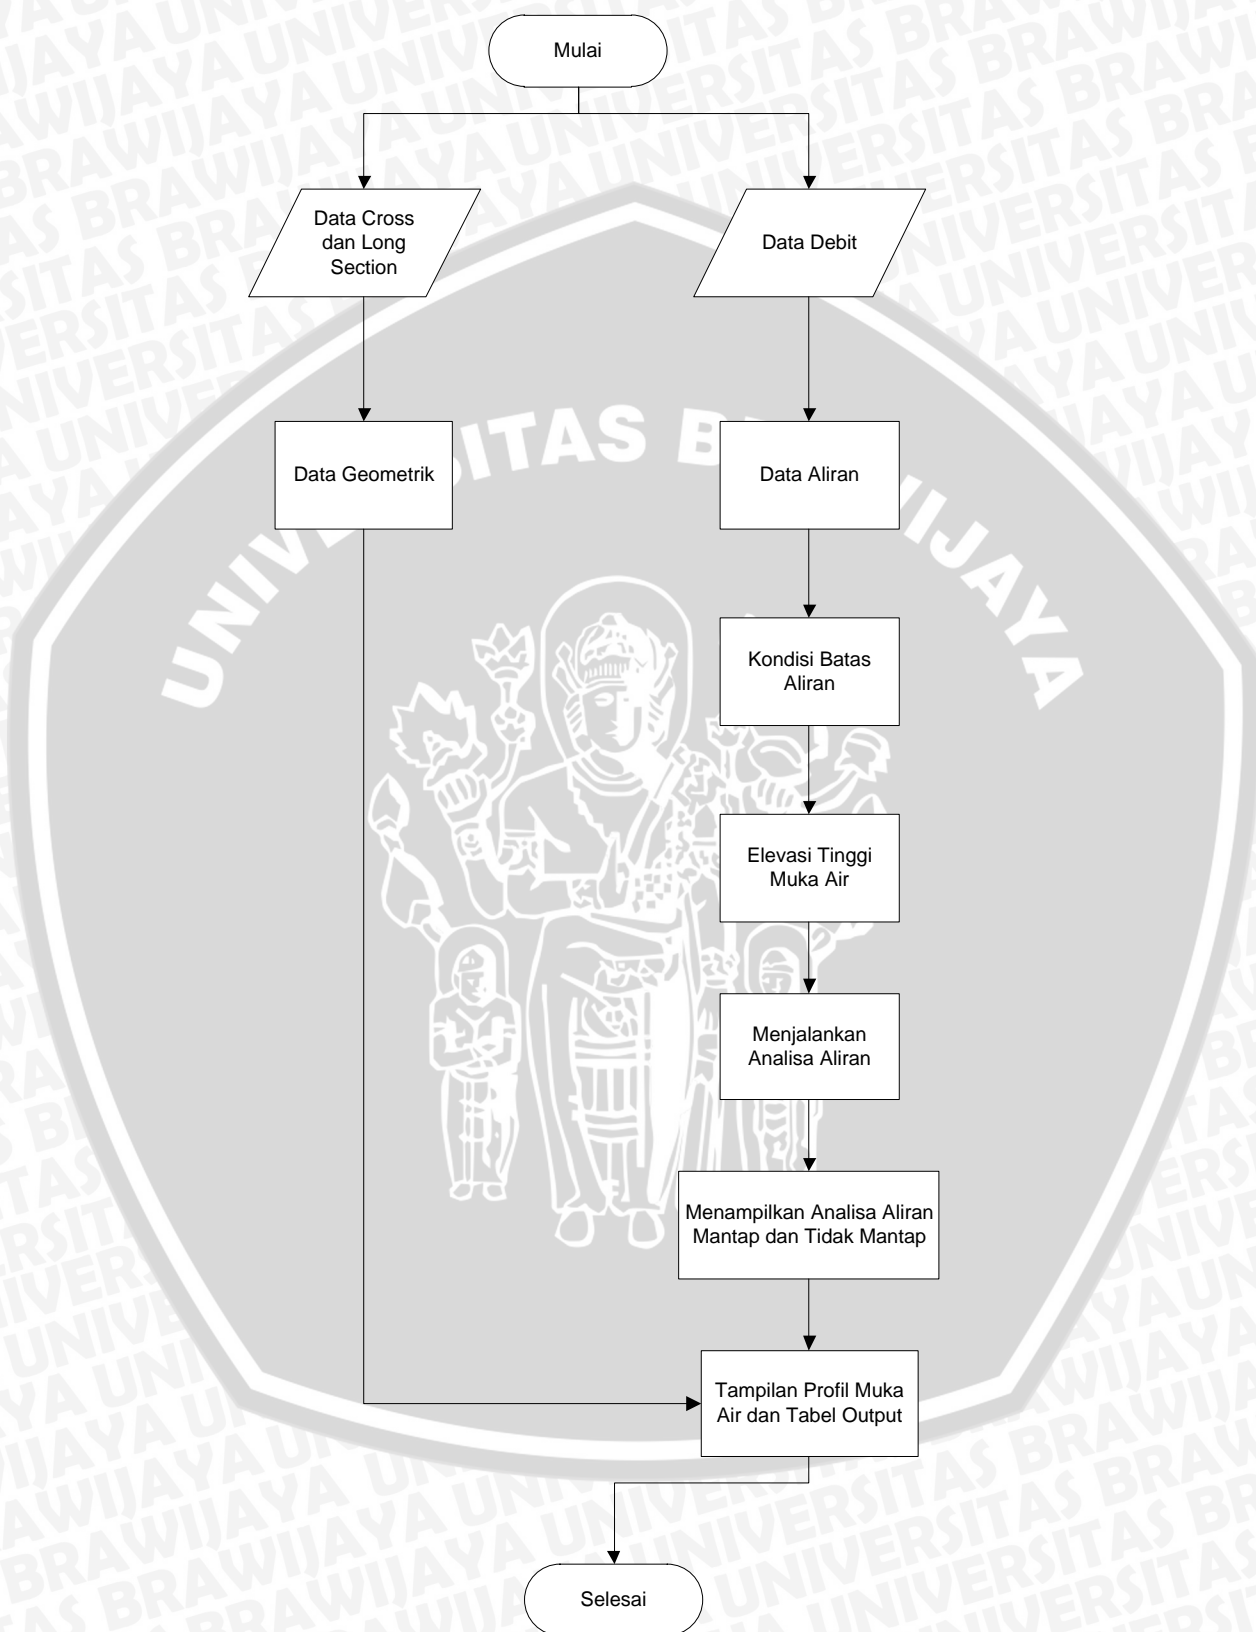 Mulai
Data Cross
dan Long
Section
Data Debit
Data Geometrik
Data Aliran
Kondisi Batas
Aliran
Elevasi Tinggi
Muka Air
Menjalankan
Analisa Aliran
Menampilkan Analisa Aliran
Mantap dan Tidak Mantap
Tampilan Profil Muka
Air dan Tabel Output
Selesai